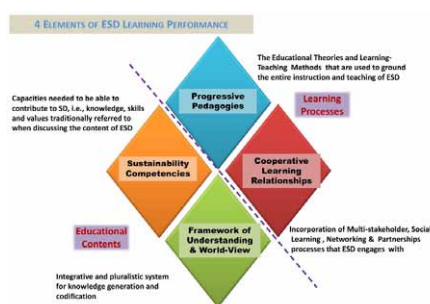 4 ELEMENTS OF ESD LEARNING PERFORMANCE
The Educational Theories and Learning-
Teaching Methods that are used to ground
the entire instruction and teaching of ESD
Progressive
Pedagogies
Learning
Processes
Capacities needed to be able to
contribute to SD, i.e., knowledge, skills
and values traditionally referred to
when discussing the content of ESD
Sustainability
Competencies
Cooperative
Learning
Relationships
Educational
Contents
Framework of
Understanding
& World-View
Incorporation of Multi-stakeholder, Social
Learning , Networking & Partnerships
processes that ESD engages with
Integrative and pluralistic system
for knowledge generation and
codification